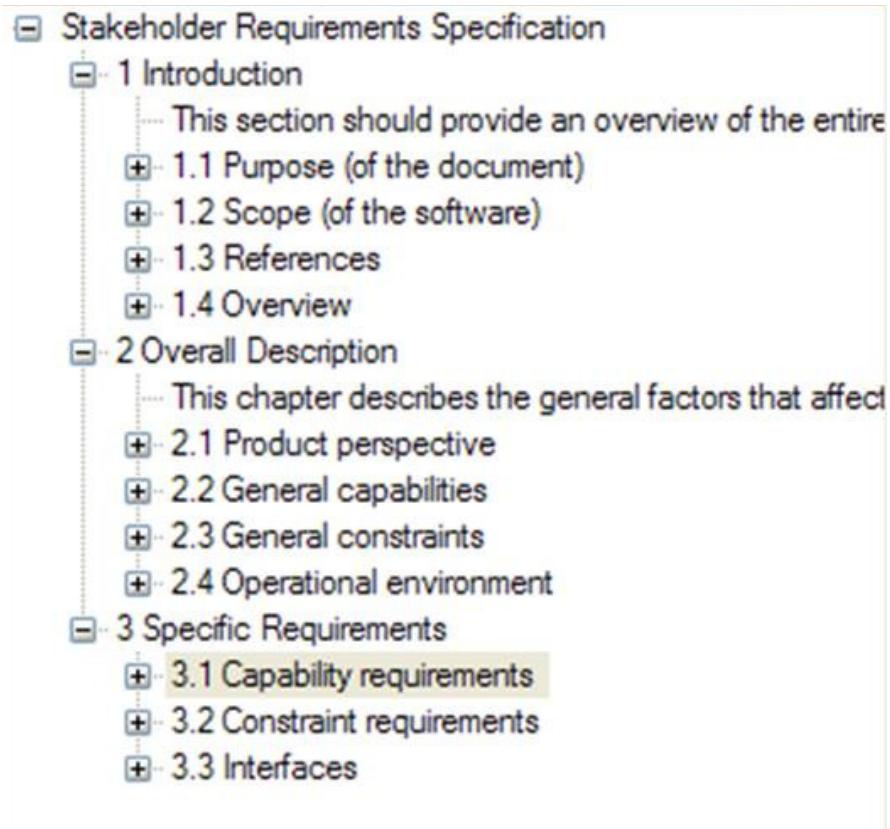 Stakeholder Requirements Specification
1 Introduction
This section should provide an overview of the entire
1.1 Purpose (of the document)
1.2 Scope (of the software)
1.3 References
1.4 Overview
2 Overall Description
This chapter describes the general factors that affect
2.1 Product perspective
2.2 General capabilities
2.3 General constraints
2.4 Operational environment
3 Specific Requirements
3.1 Capability requirements
3.2 Constraint requirements
3.3 Interfaces